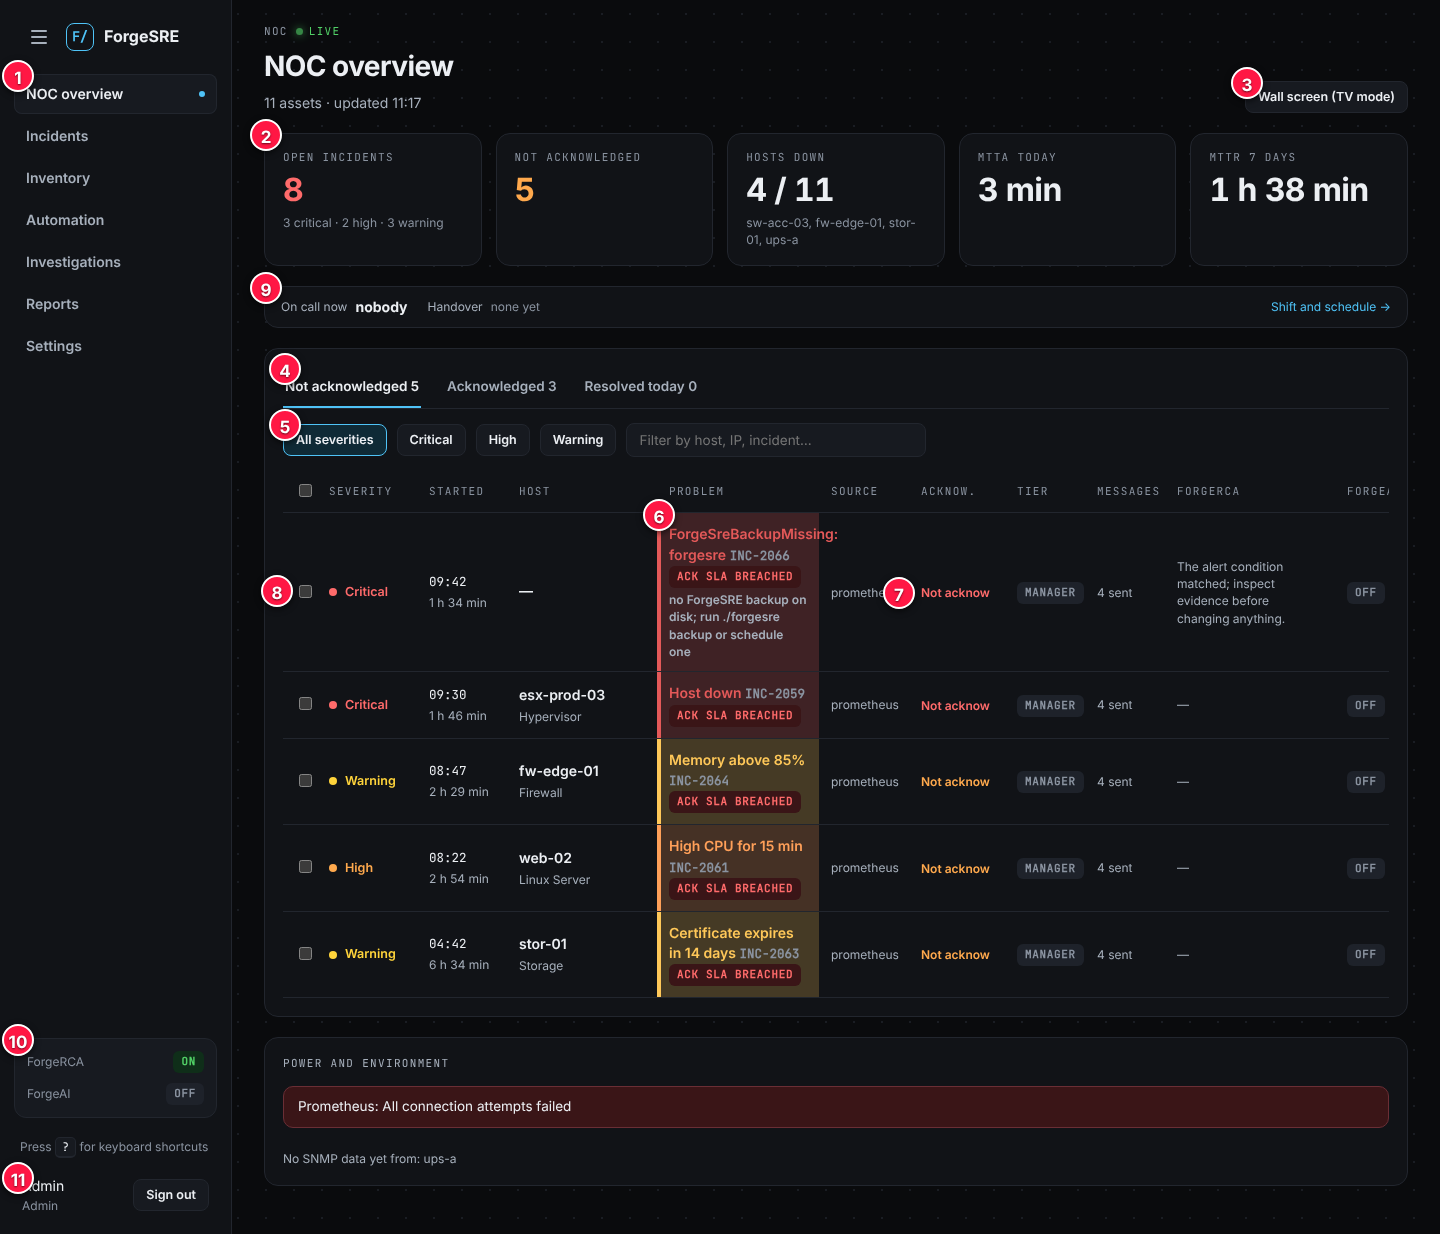 F/ ForgeSRE
1
NOC overview
Incidents
Inventory
Automation
Investigations
Reports
Settings
10
ForgeRCA ON
ForgeAI OFF
Press ? for keyboard shortcuts
11
Admin
Admin
Sign out
NOC LIVE
NOC overview
11 assets · updated 11:17
3
Wall screen (TV mode)
2
OPEN INCIDENTS
8
3 critical · 2 high · 3 warning
NOT ACKNOWLEDGED
5
HOSTS DOWN
4 / 11
sw-acc-03, fw-edge-01, stor-
01, ups-a
MTTA TODAY
3 min
MTTR 7 DAYS
1 h 38 min
9
On call now nobody Handover none yet Shift and schedule →
4
Not acknowledged 5 Acknowledged 3 Resolved today 0
5
All severities Critical High Warning Filter by host, IP, incident...
SEVERITY STARTED HOST PROBLEM SOURCE ACKNOW. TIER MESSAGES FORGERCA
6
8
Critical
09:42
1 h 34 min
—
ForgeSreBackupMissing:
forgesre INC-2066
ACK SLA BREACHED
no ForgeSRE backup on
disk; run ./forgesre
backup or schedule
one
7
Not acknow
MANAGER
4 sent
The alert condition
matched; inspect
evidence before
changing anything.
OFF
Critical
09:30
1 h 46 min
esx-prod-03
Hypervisor
Host down INC-2059
ACK SLA BREACHED
prometheus
Not acknow
MANAGER
4 sent
—
OFF
Warning
08:47
2 h 29 min
fw-edge-01
Firewall
Memory above 85%
INC-2064
ACK SLA BREACHED
prometheus
Not acknow
MANAGER
4 sent
—
OFF
High
08:22
2 h 54 min
web-02
Linux Server
High CPU for 15 min
INC-2061
ACK SLA BREACHED
prometheus
Not acknow
MANAGER
4 sent
—
OFF
Warning
04:42
6 h 34 min
stor-01
Storage
Certificate expires
in 14 days INC-2063
ACK SLA BREACHED
prometheus
Not acknow
MANAGER
4 sent
—
OFF
POWER AND ENVIRONMENT
Prometheus: All connection attempts failed
No SNMP data yet from: ups-a